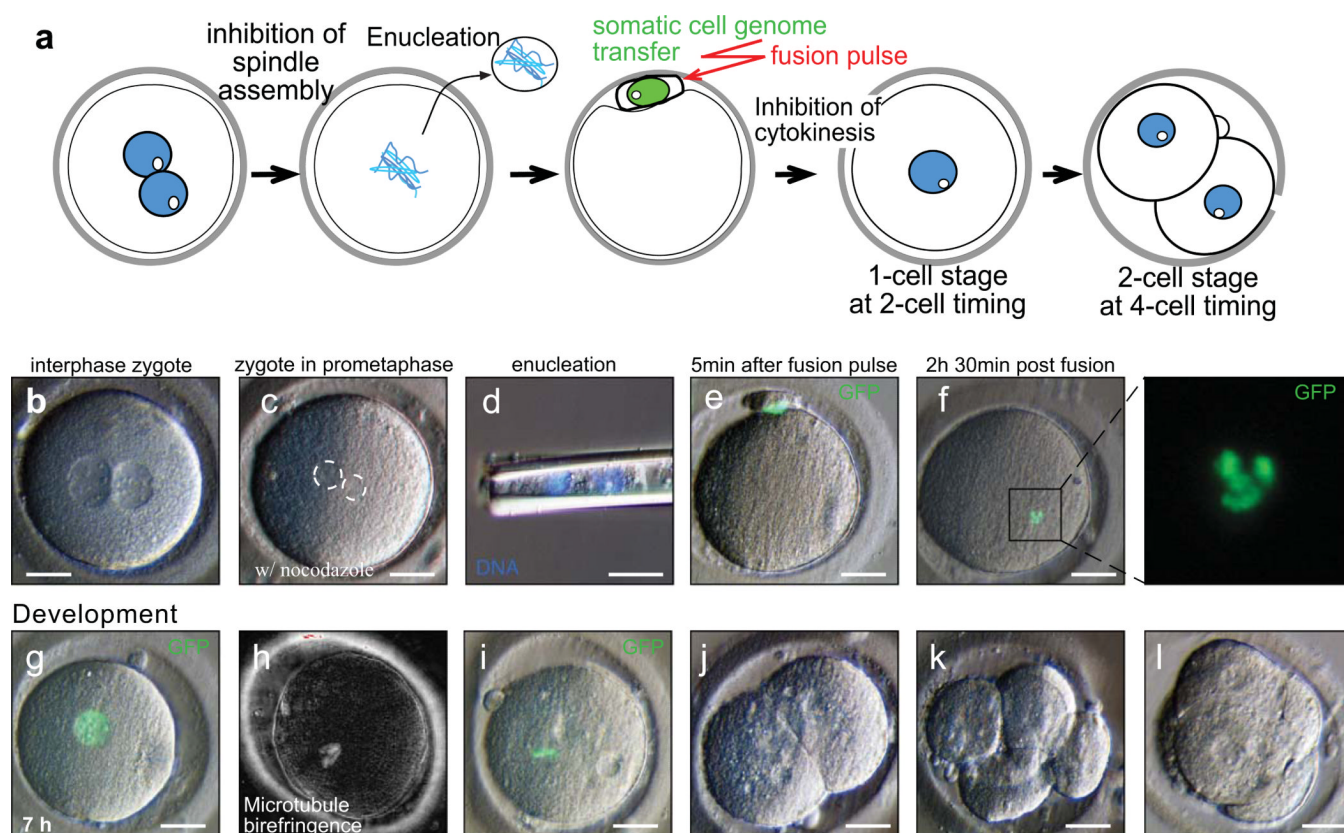 a
inhibition of
spindle
assembly
Enucleation
somatic cell genome
transfer
fusion pulse
Inhibition of
cytokinesis
1-cell stage
at 2-cell timing
2-cell stage
at 4-cell timing
interphase zygote
zygote in prometaphase
enucleation
5min after fusion pulse
2h 30min post fusion
b
c
w/ nocodazole
d
DNA
e
GFP
f
GFP
Development
g
GFP
7 h
h
Microtubule
birefringence
i
GFP
j
k
l